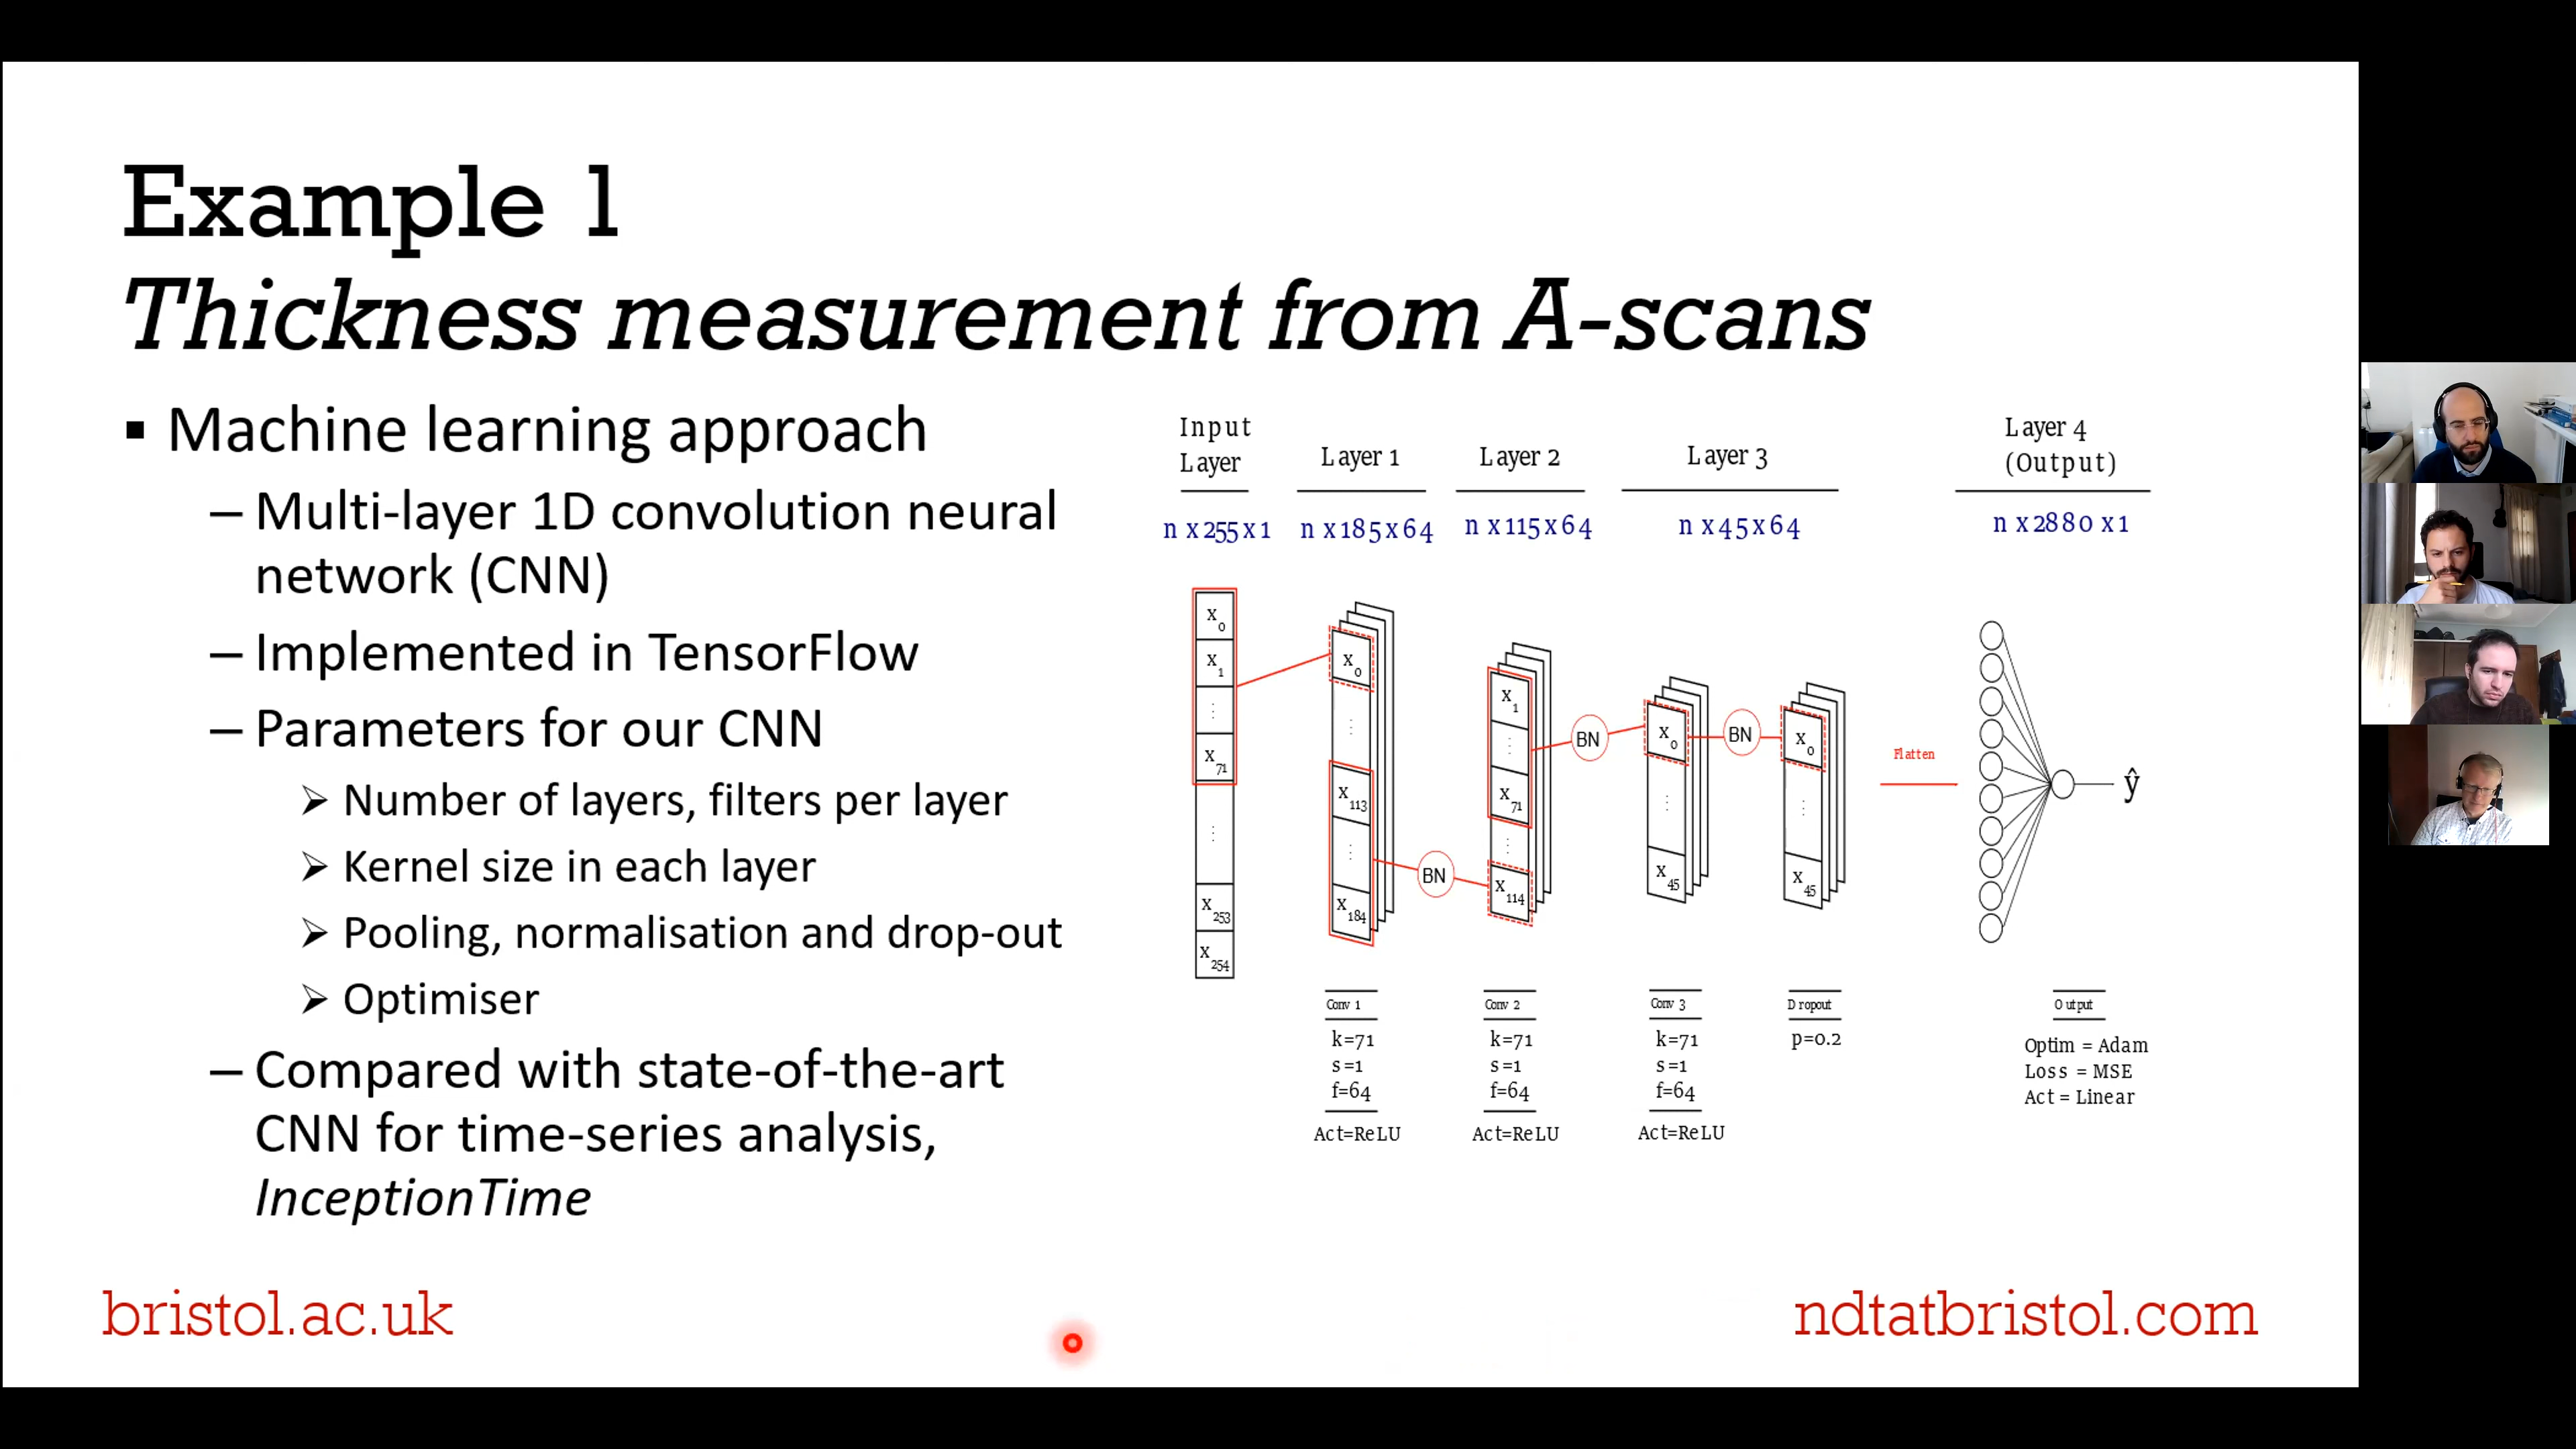 Example 1
Thickness measurement from A-scans
▪ Machine learning approach
– Multi-layer 1D convolution neural
network (CNN)
– Implemented in TensorFlow
– Parameters for our CNN
➢ Number of layers, filters per layer
➢ Kernel size in each layer
➢ Pooling, normalisation and drop-out
➢ Optimiser
– Compared with state-of-the-art
CNN for time-series analysis,
InceptionTime
Input
Layer
n x 255 x 1
Layer 1
n x 185 x 64
Layer 2
n x 115 x 64
Layer 3
n x 45 x 64
Layer 4
(Output)
n x 2880 x 1
x0
x1
⋮
x71
⋮
x253
x254
x0
⋮
x113
⋮
x184
BN
x1
⋮
x71
⋮
x114
BN
x0
⋮
x45
BN
x0
⋮
x45
Flatten
ŷ
Conv 1
k=71
s=1
f=64
Act=ReLU
Conv 2
k=71
s=1
f=64
Act=ReLU
Conv 3
k=71
s=1
f=64
Act=ReLU
Dropout
p=0.2
Output
Optim = Adam
Loss = MSE
Act = Linear
bristol.ac.uk
ndtatbristol.com